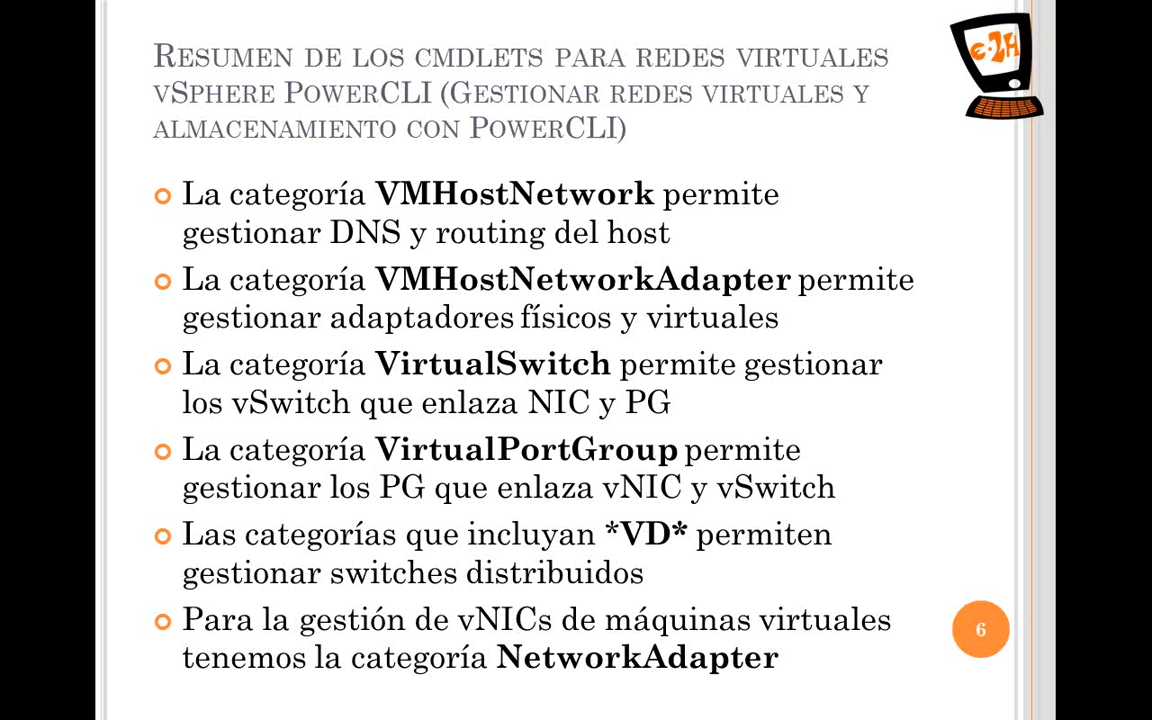 RESUMEN DE LOS CMDLETS PARA REDES VIRTUALES
VSPHERE POWERCLI (GESTIONAR REDES VIRTUALES Y
ALMACENAMIENTO CON POWERCLI)
e-2H
La categoría VMHostNetwork permite
gestionar DNS y routing del host
La categoría VMHostNetworkAdapter permite
gestionar adaptadores físicos y virtuales
La categoría VirtualSwitch permite gestionar
los vSwitch que enlaza NIC y PG
La categoría VirtualPortGroup permite
gestionar los PG que enlaza vNIC y vSwitch
Las categorías que incluyan *VD* permiten
gestionar switches distribuidos
Para la gestión de vNICs de máquinas virtuales
tenemos la categoría NetworkAdapter
6